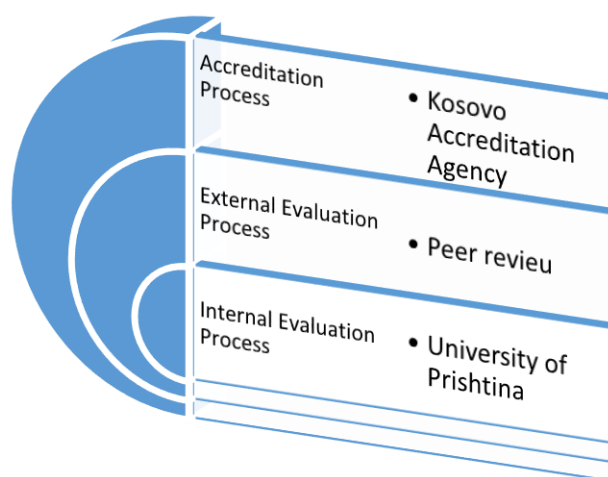 Accreditation
Process
• Kosovo
Accreditation
Agency
External Evaluation
Process
• Peer revieu
Internal Evaluation
Process
• University of
Prishtina